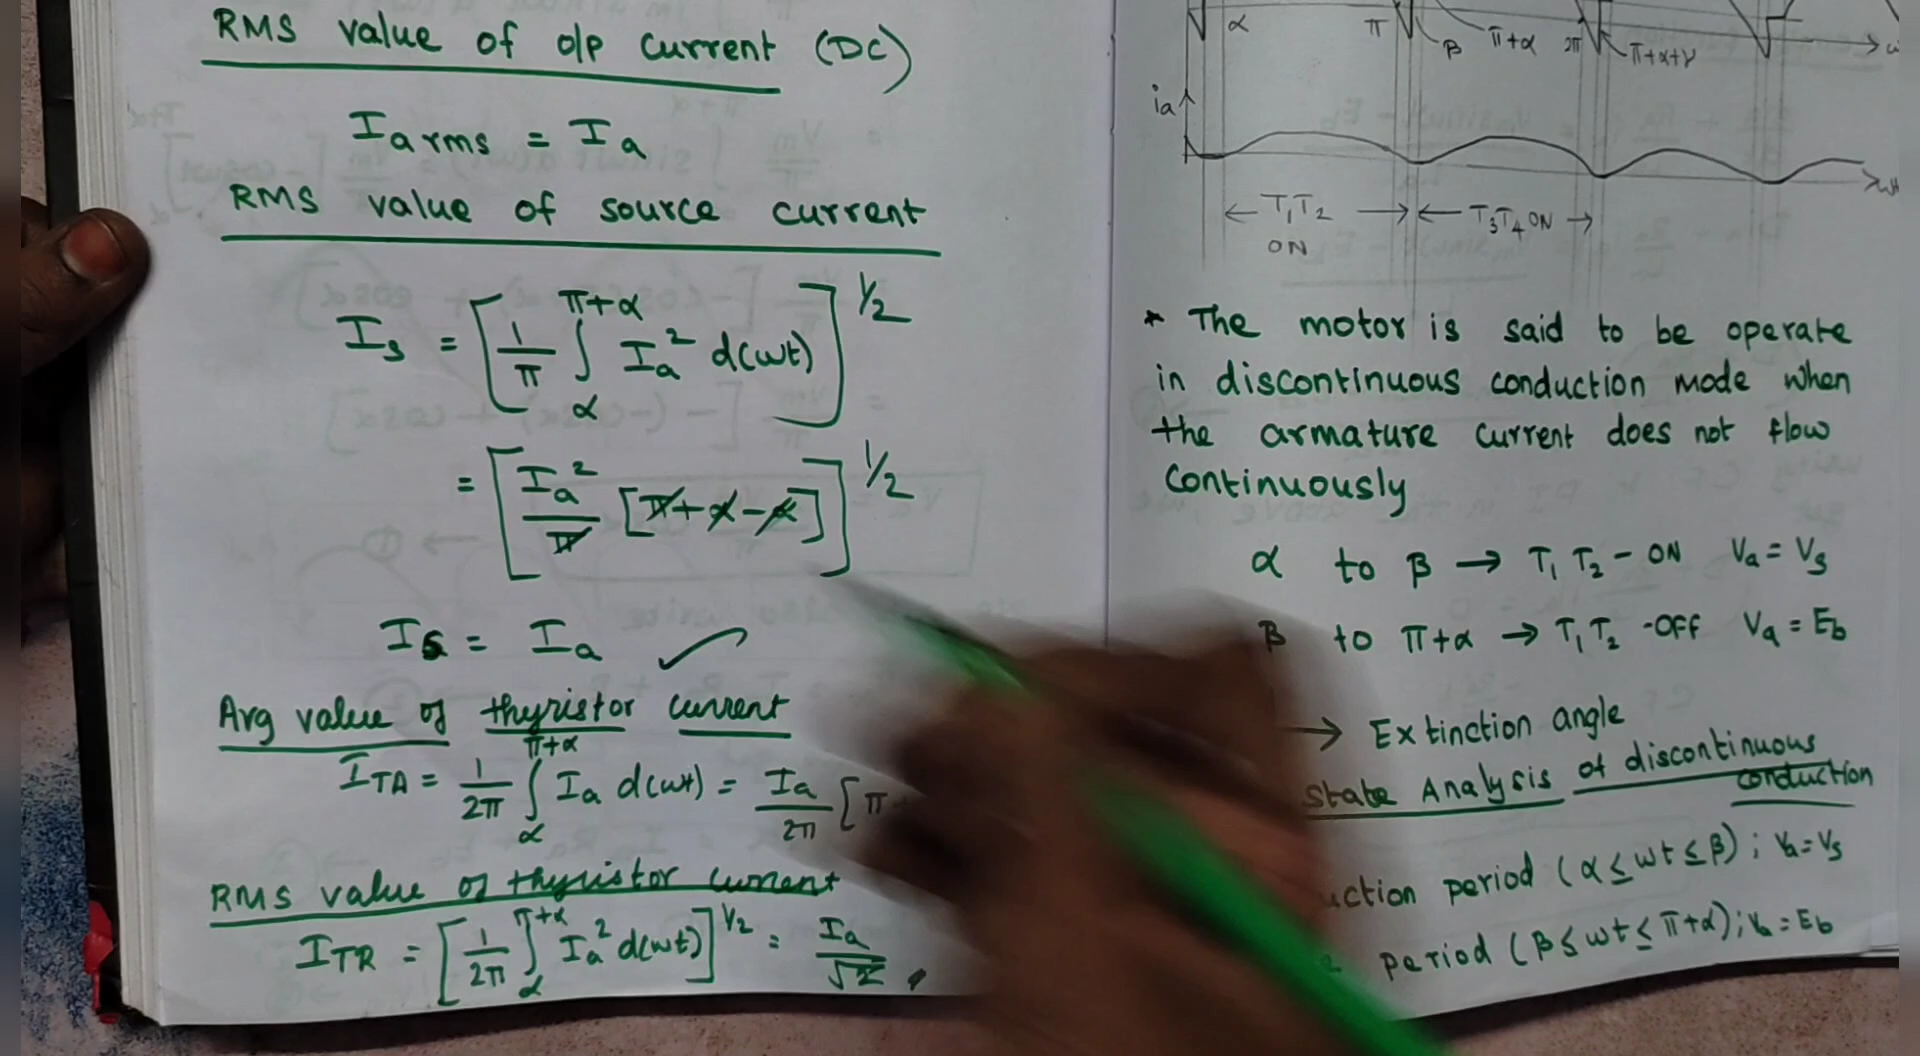 RMS value of o/p current (DC)
Iarms = Ia
RMS value of source current
Is = [1/π ∫α^π+α Ia² d(ωt)]^1/2
= [Ia²/π [π+α-α]]^1/2
Is = Ia ✓
Avg value of thyristor current
ITA = 1/2π ∫α^π+α Ia d(ωt) = Ia/2π [π
RMS value of thyristor current
ITR = [1/2π ∫α^π+α Ia² d(ωt)]^1/2 = Ia/√2
α π β π+α 2π π+α+γ
ia
ωt
← T1T2 → ← T3T4 ON →
ON
* The motor is said to be operate
in discontinuous conduction mode when
the armature current does not flow
continuously
α to β → T1 T2 - ON Va = Vs
β to π+α → T1 T2 - OFF Va = Eb
→ Extinction angle
State Analysis of discontinuous
conduction
uction period (α ≤ ωt ≤ β); Va = Vs
period (β ≤ ωt ≤ π+α); Va = Eb